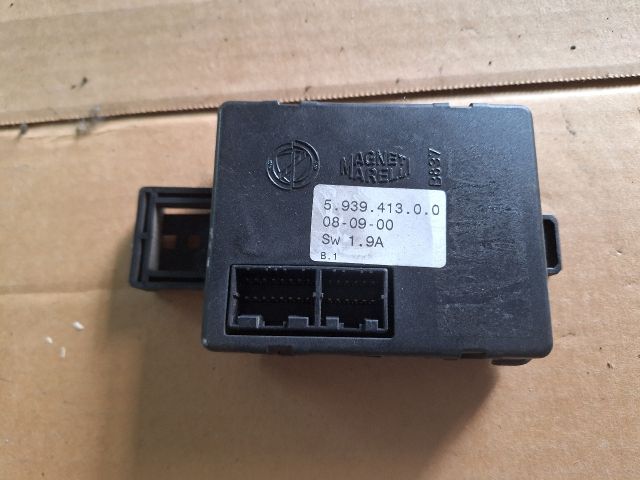 MAGNETI
MARELLI
B837
5.939.413.0.0
08-09-00
SW 1.9A
B.1